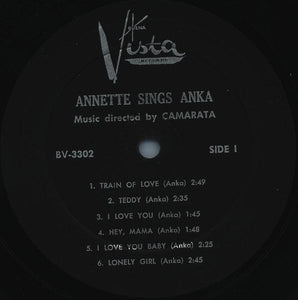 BUENA
Vista
RECORDS
ANNETTE SINGS ANKA
Music directed by CAMARATA
BV-3302 SIDE 1
1. TRAIN OF LOVE (Anka) 2:49
2. TEDDY (Anka) 2:35
3. I LOVE YOU (Anka) 1:45
4. HEY, MAMA (Anka) 1:48
5. I LOVE YOU BABY (Anka) 2:25
6. LONELY GIRL (Anka) 2:45